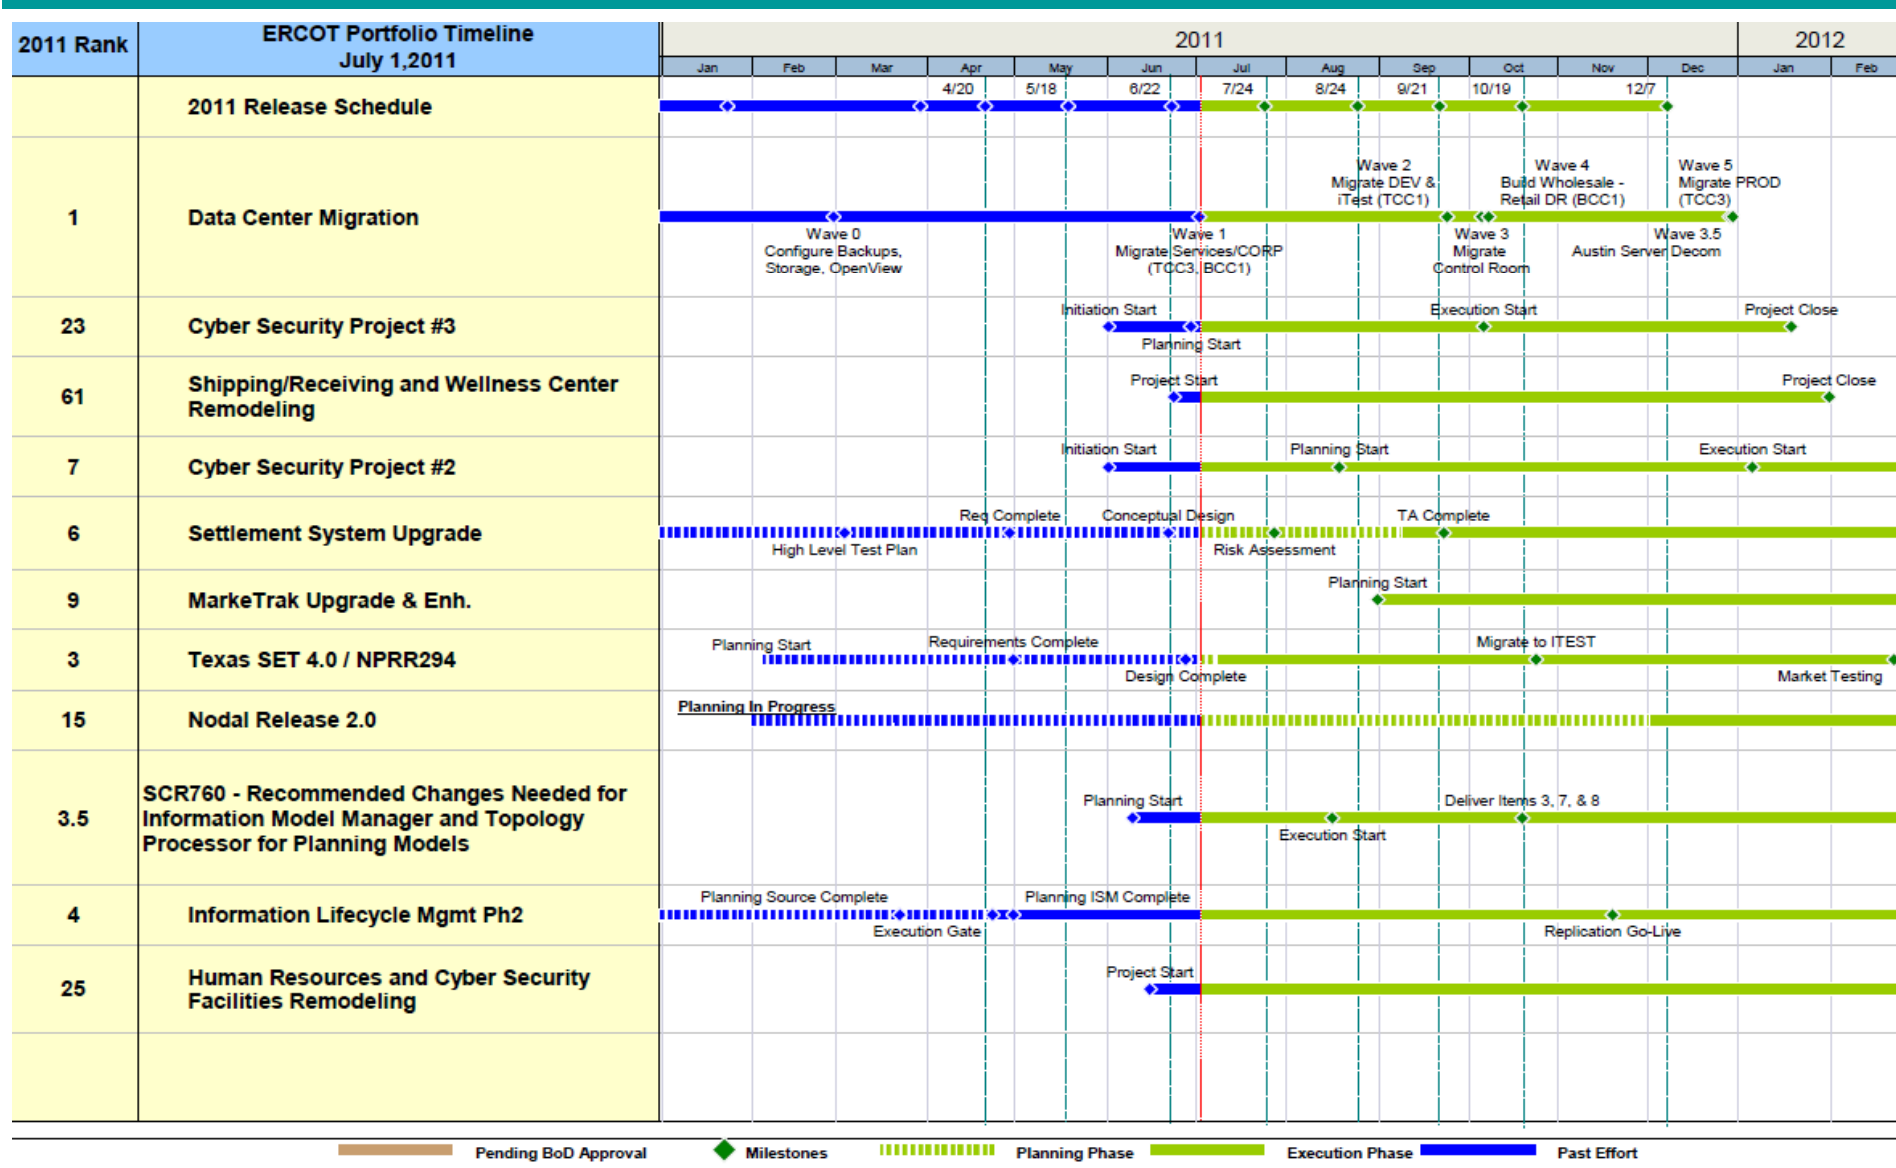 2011 Rank
ERCOT Portfolio Timeline
July 1,2011
2011
2012
Jan
Feb
Mar
Apr
May
Jun
Jul
Aug
Sep
Oct
Nov
Dec
Jan
Feb
2011 Release Schedule
4/20
5/18
6/22
7/24
8/24
9/21
10/19
12/7
1
Data Center Migration
Wave 0
Configure Backups,
Storage, OpenView
Wave 1
Migrate Services/CORP
(TCC3, BCC1)
Wave 2
Migrate DEV &
iTest (TCC1)
Wave 3
Migrate
Control Room
Wave 4
Build Wholesale -
Retail DR (BCC1)
Wave 3.5
Austin Server Decom
Wave 5
Migrate PROD
(TCC3)
23
Cyber Security Project #3
Initiation Start
Planning Start
Execution Start
Project Close
61
Shipping/Receiving and Wellness Center
Remodeling
Project Start
Project Close
7
Cyber Security Project #2
Initiation Start
Planning Start
Execution Start
6
Settlement System Upgrade
High Level Test Plan
Req Complete
Conceptual Design
Risk Assessment
TA Complete
9
MarkeTrak Upgrade & Enh.
Planning Start
3
Texas SET 4.0 / NPRR294
Planning Start
Requirements Complete
Design Complete
Migrate to ITEST
Market Testing
15
Nodal Release 2.0
Planning In Progress
3.5
SCR760 - Recommended Changes Needed for
Information Model Manager and Topology
Processor for Planning Models
Planning Start
Execution Start
Deliver Items 3, 7, & 8
4
Information Lifecycle Mgmt Ph2
Planning Source Complete
Execution Gate
Planning ISM Complete
Replication Go-Live
25
Human Resources and Cyber Security
Facilities Remodeling
Project Start
Pending BoD Approval
Milestones
Planning Phase
Execution Phase
Past Effort